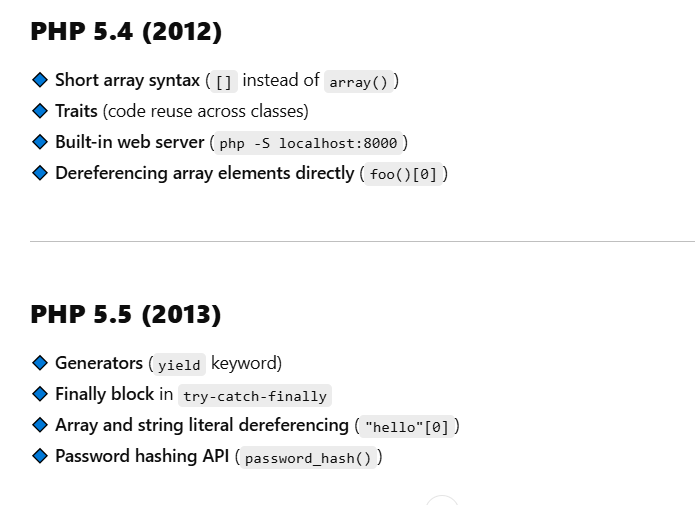 PHP 5.4 (2012)
Short array syntax ([] instead of array())
Traits (code reuse across classes)
Built-in web server (php -S localhost:8000)
Dereferencing array elements directly (foo()[0])
PHP 5.5 (2013)
Generators (yield keyword)
Finally block in try-catch-finally
Array and string literal dereferencing ("hello"[0])
Password hashing API (password_hash())